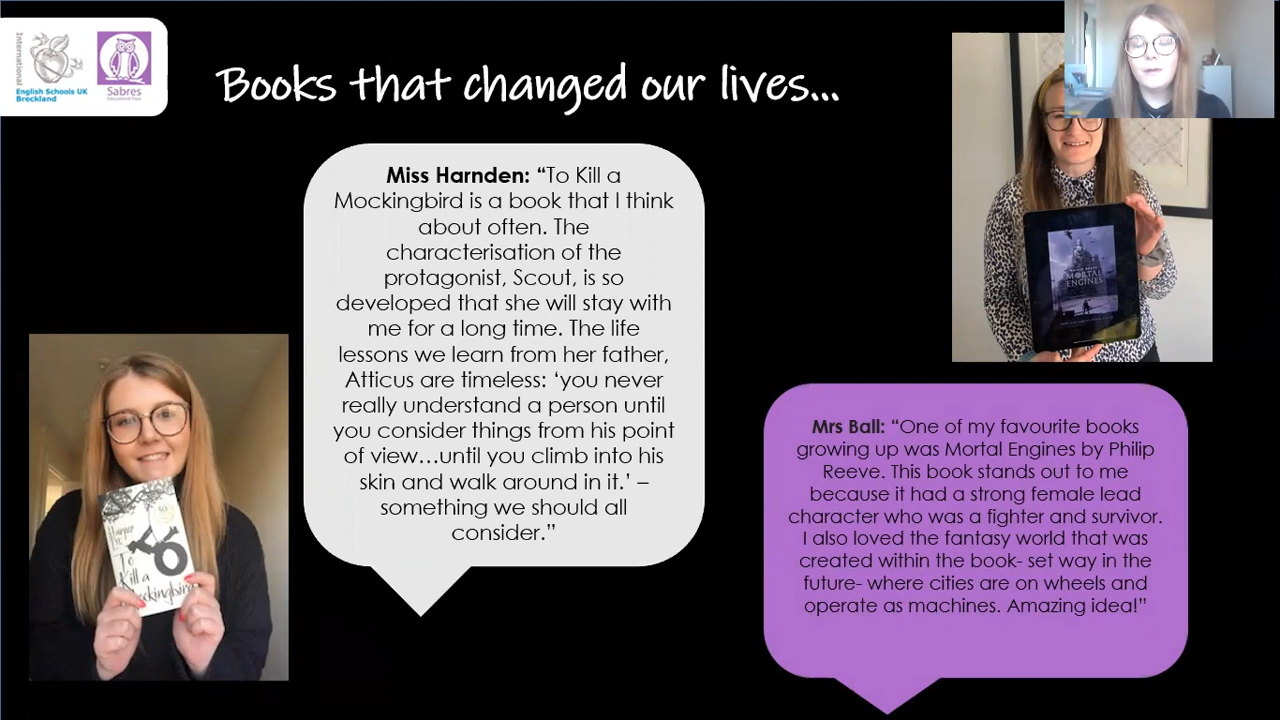 International
English Schools UK
Breckland
Sabres
Educational Trust
Books that changed our lives...
Miss Harnden: “To Kill a
Mockingbird is a book that I think
about often. The
characterisation of the
protagonist, Scout, is so
developed that she will stay with
me for a long time. The life
lessons we learn from her father,
Atticus are timeless: ‘you never
really understand a person until
you consider things from his point
of view…until you climb into his
skin and walk around in it.’ –
something we should all
consider.”
Harper
To
Kill a
Mockingbird
MORTAL
ENGINES
Mrs Ball: “One of my favourite books
growing up was Mortal Engines by Philip
Reeve. This book stands out to me
because it had a strong female lead
character who was a fighter and survivor.
I also loved the fantasy world that was
created within the book- set way in the
future- where cities are on wheels and
operate as machines. Amazing idea!”